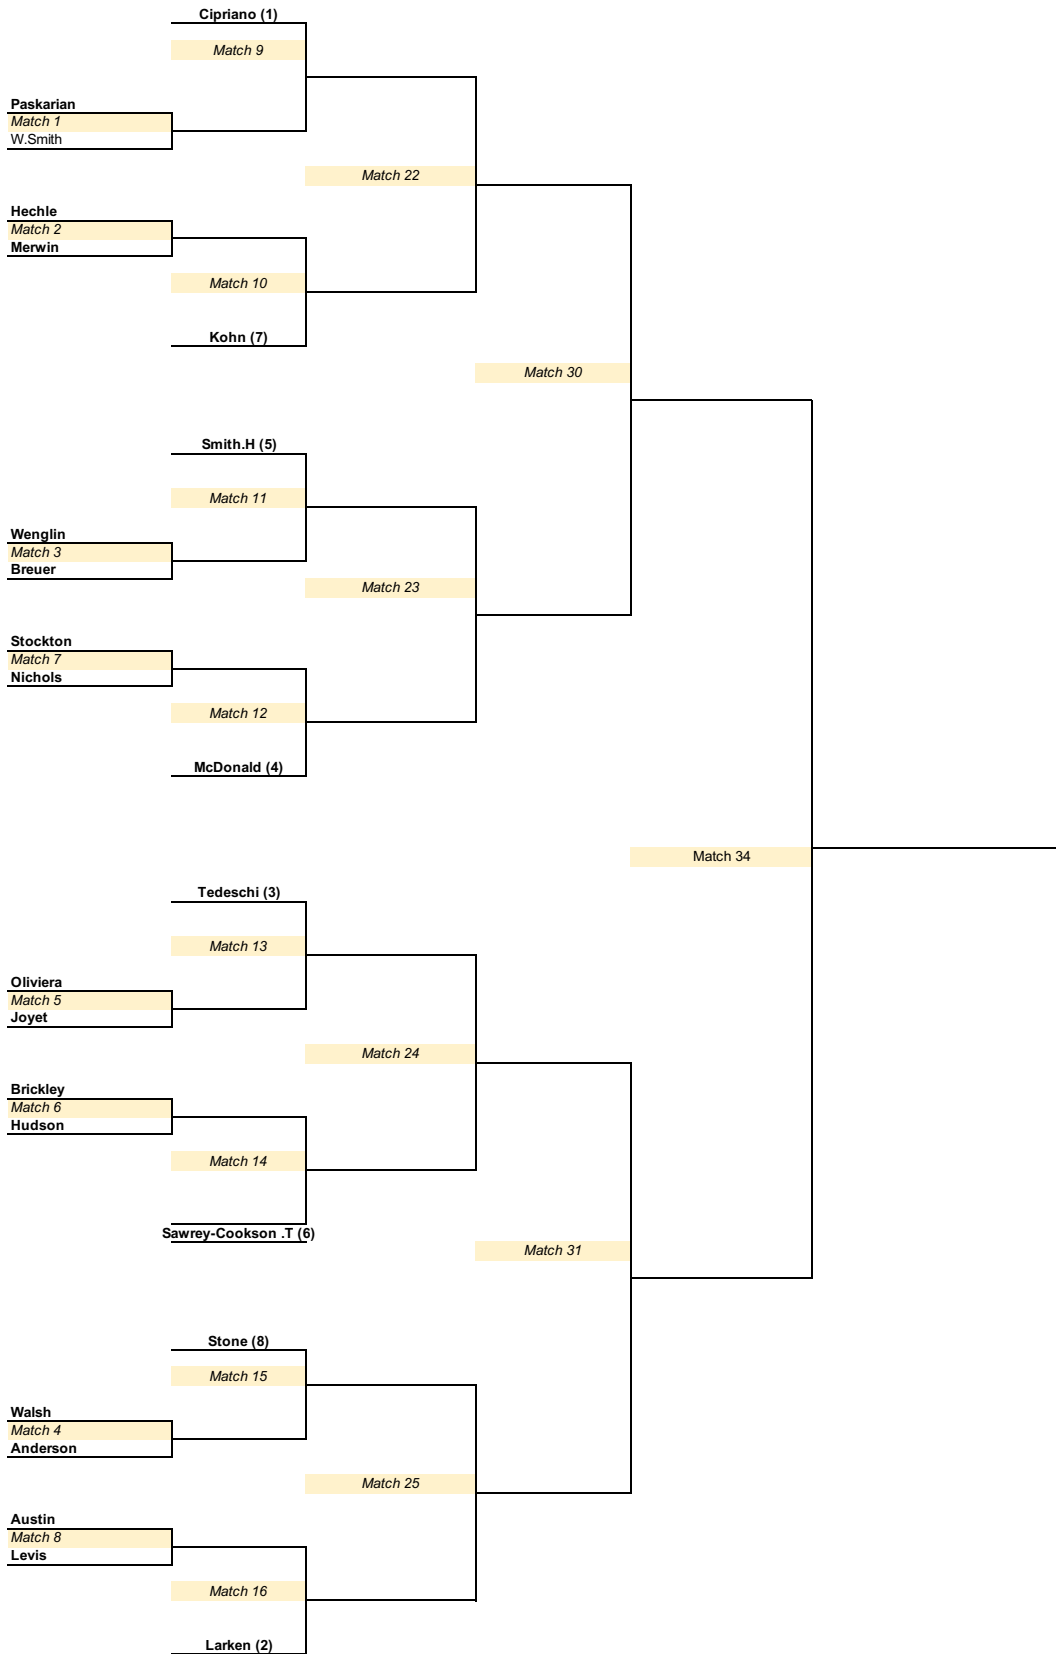 Cipriano (1)
Match 9
Paskarian
Match 1
W.Smith
Match 22
Hechle
Match 2
Merwin
Match 10
Kohn (7)
Match 30
Smith.H (5)
Match 11
Wenglin
Match 3
Breuer
Match 23
Stockton
Match 7
Nichols
Match 12
McDonald (4)
Match 34
Tedeschi (3)
Match 13
Oliviera
Match 5
Joyet
Match 24
Brickley
Match 6
Hudson
Match 14
Sawrey-Cookson .T (6)
Match 31
Stone (8)
Match 15
Walsh
Match 4
Anderson
Match 25
Austin
Match 8
Levis
Match 16
Larken (2)